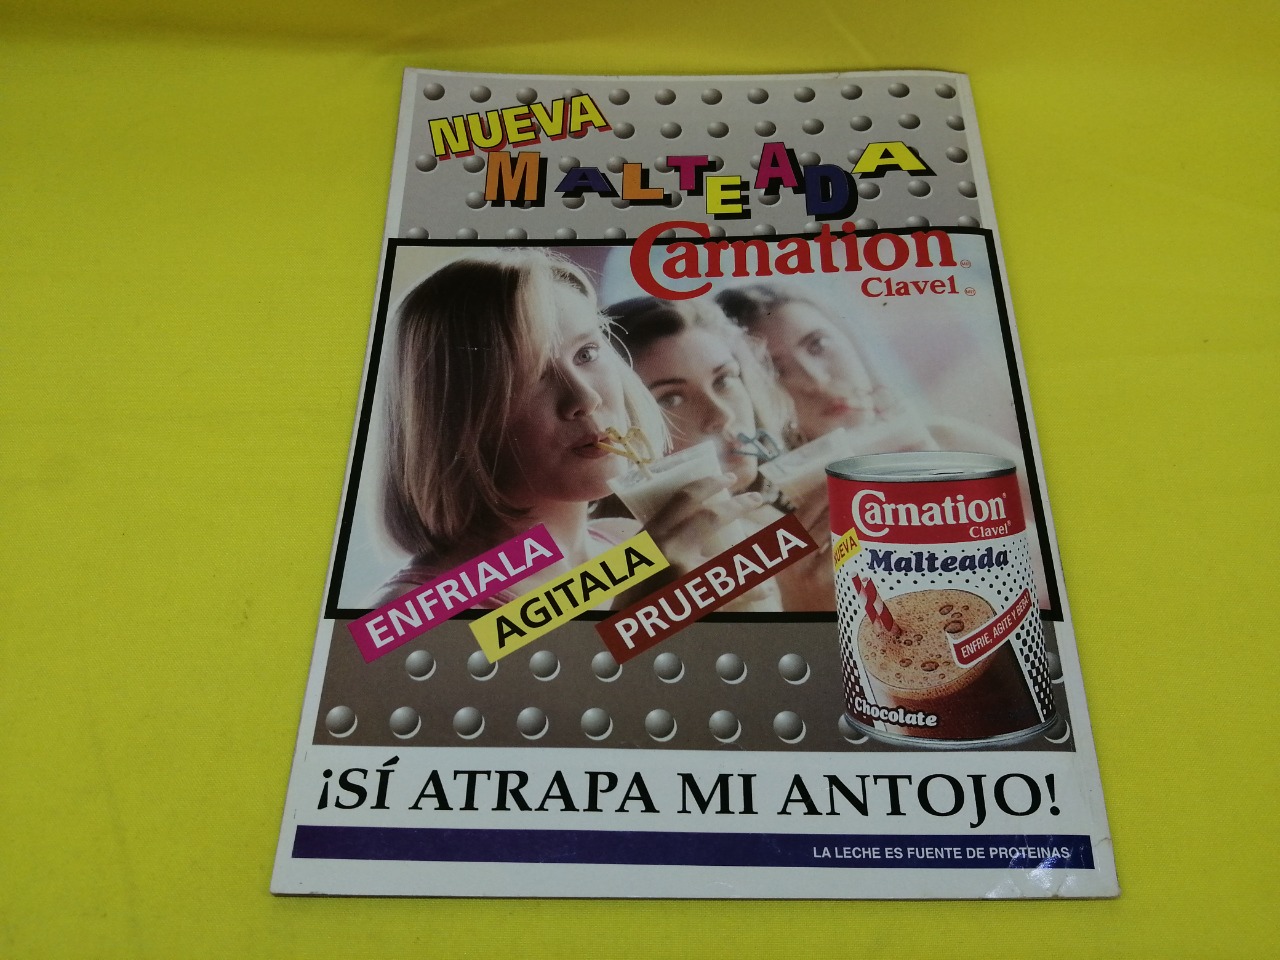 NUEVA
MALTEADA
Carnation
Clavel
ENFRIALA
AGITALA
PRUEBALA
Carnation
Clavel
NUEVA
Malteada
ENFRIE, AGITE Y BEBA
Chocolate
¡SÍ ATRAPA MI ANTOJO!
LA LECHE ES FUENTE DE PROTEINAS